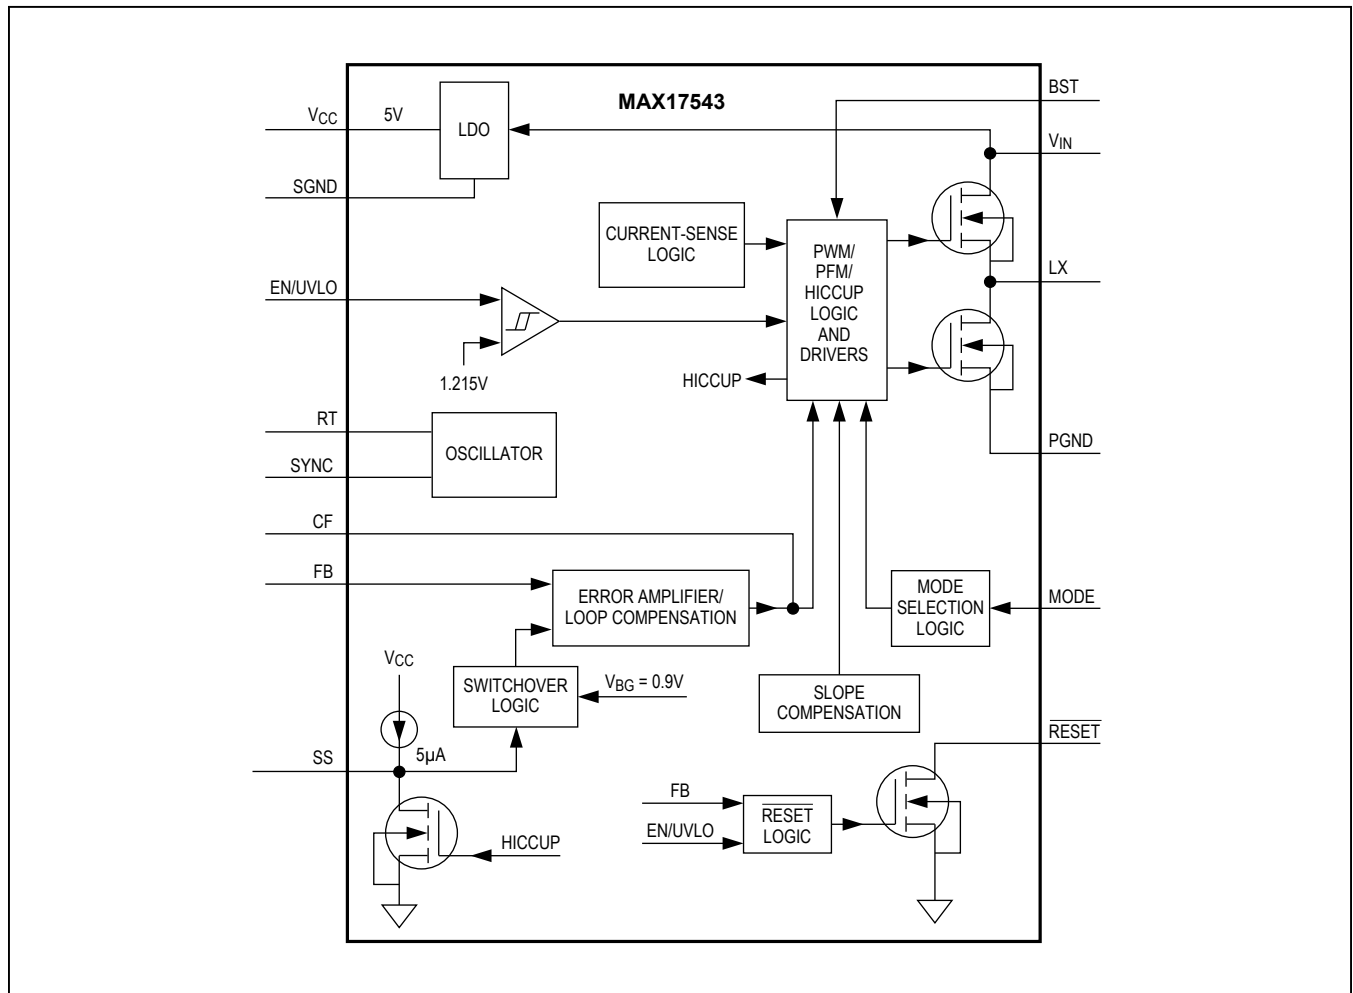 MAX17543
BST
VCC
5V
LDO
VIN
SGND
CURRENT-SENSE
LOGIC
PWM/
PFM/
HICCUP
LOGIC
AND
DRIVERS
LX
EN/UVLO
1.215V
HICCUP
RT
OSCILLATOR
SYNC
PGND
CF
FB
ERROR AMPLIFIER/
LOOP COMPENSATION
MODE
SELECTION
LOGIC
MODE
VCC
SWITCHOVER
LOGIC
VBG = 0.9V
SLOPE
COMPENSATION
5µA
SS
RESET
FB
EN/UVLO
RESET
LOGIC
HICCUP